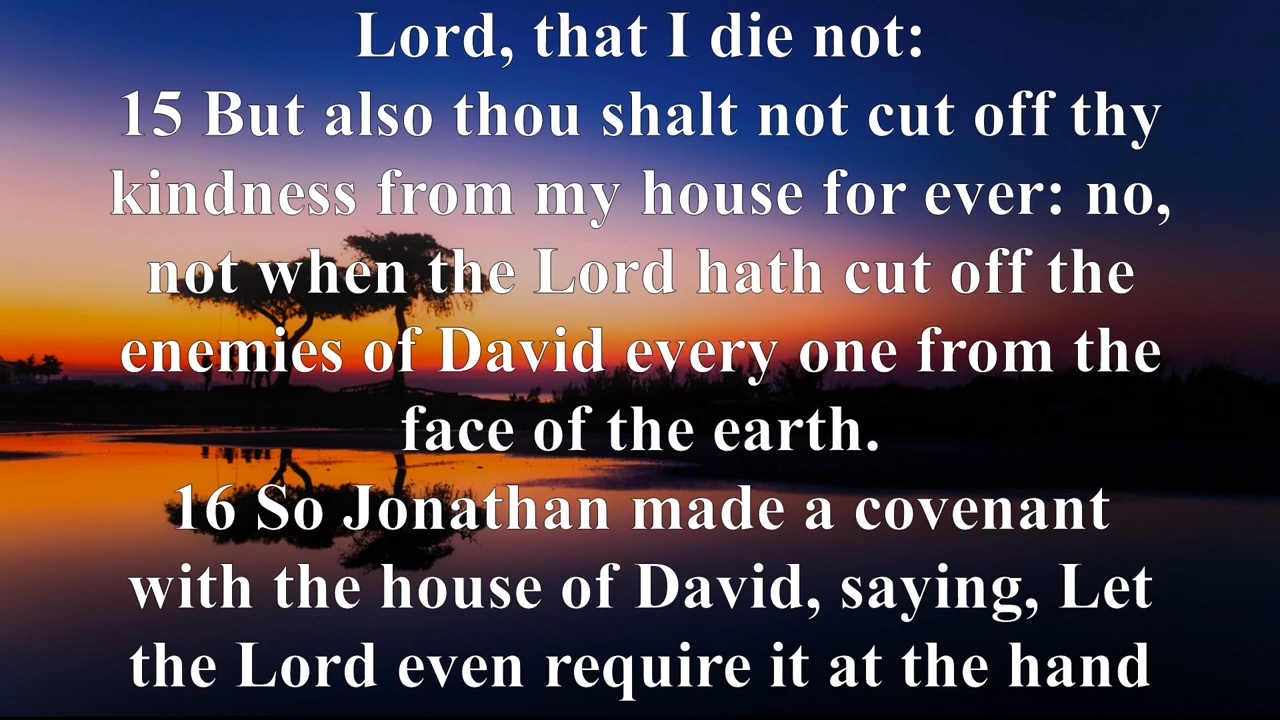 Lord, that I die not:
15 But also thou shalt not cut off thy
kindness from my house for ever: no,
not when the Lord hath cut off the
enemies of David every one from the
face of the earth.
16 So Jonathan made a covenant
with the house of David, saying, Let
the Lord even require it at the hand